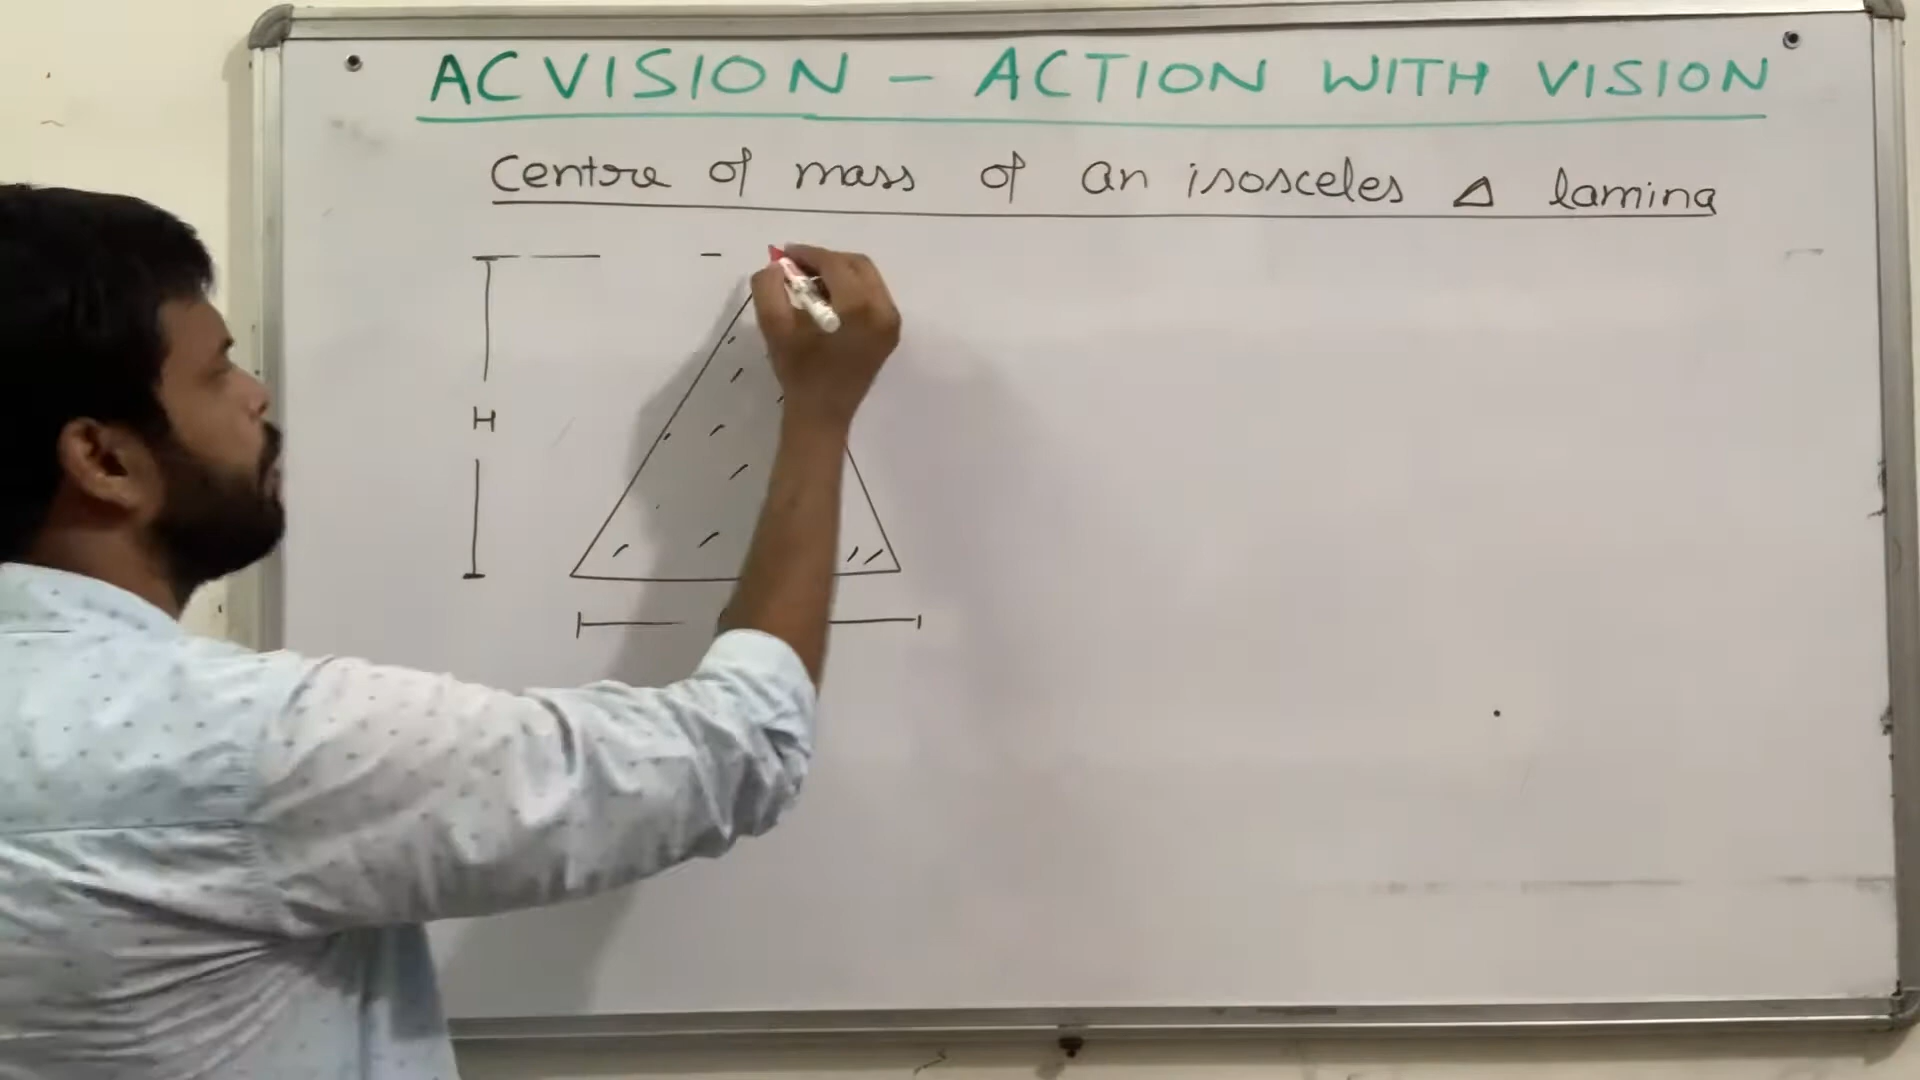 ACVISION - ACTION WITH VISION
Centre of mass of an isosceles Δ lamina
H